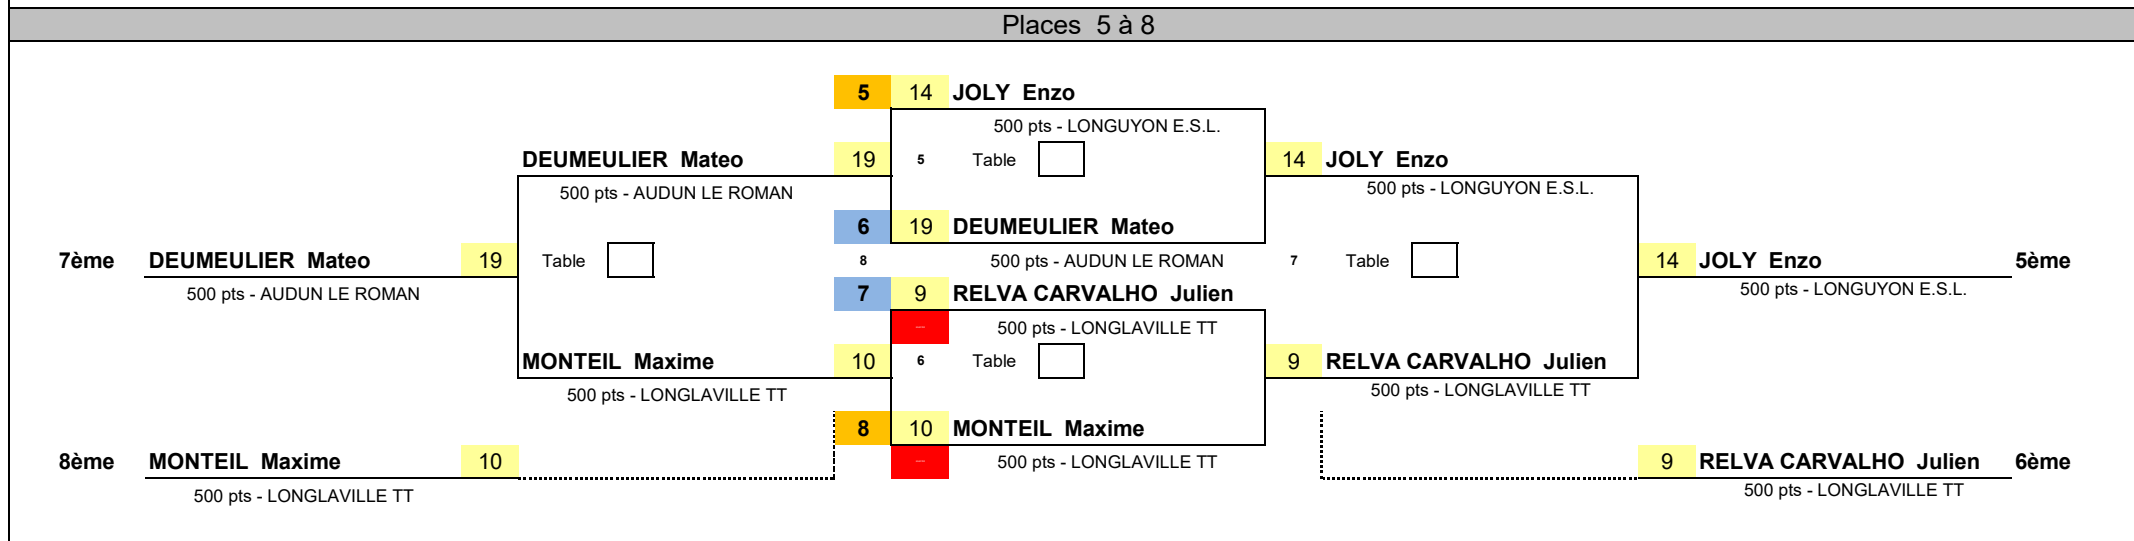 Places 5 à 8
5 14 JOLY Enzo
500 pts - LONGUYON E.S.L.
DEUMEULIER Mateo 19 5 Table 14 JOLY Enzo
500 pts - AUDUN LE ROMAN 500 pts - LONGUYON E.S.L.
6 19 DEUMEULIER Mateo
7ème DEUMEULIER Mateo 19 Table 8 500 pts - AUDUN LE ROMAN 7 Table 14 JOLY Enzo 5ème
500 pts - AUDUN LE ROMAN 7 9 RELVA CARVALHO Julien 500 pts - LONGUYON E.S.L.
500 pts - LONGLAVILLE TT
MONTEIL Maxime 10 6 Table 9 RELVA CARVALHO Julien
500 pts - LONGLAVILLE TT 500 pts - LONGLAVILLE TT
8 10 MONTEIL Maxime
8ème MONTEIL Maxime 10 500 pts - LONGLAVILLE TT 9 RELVA CARVALHO Julien 6ème
500 pts - LONGLAVILLE TT 500 pts - LONGLAVILLE TT